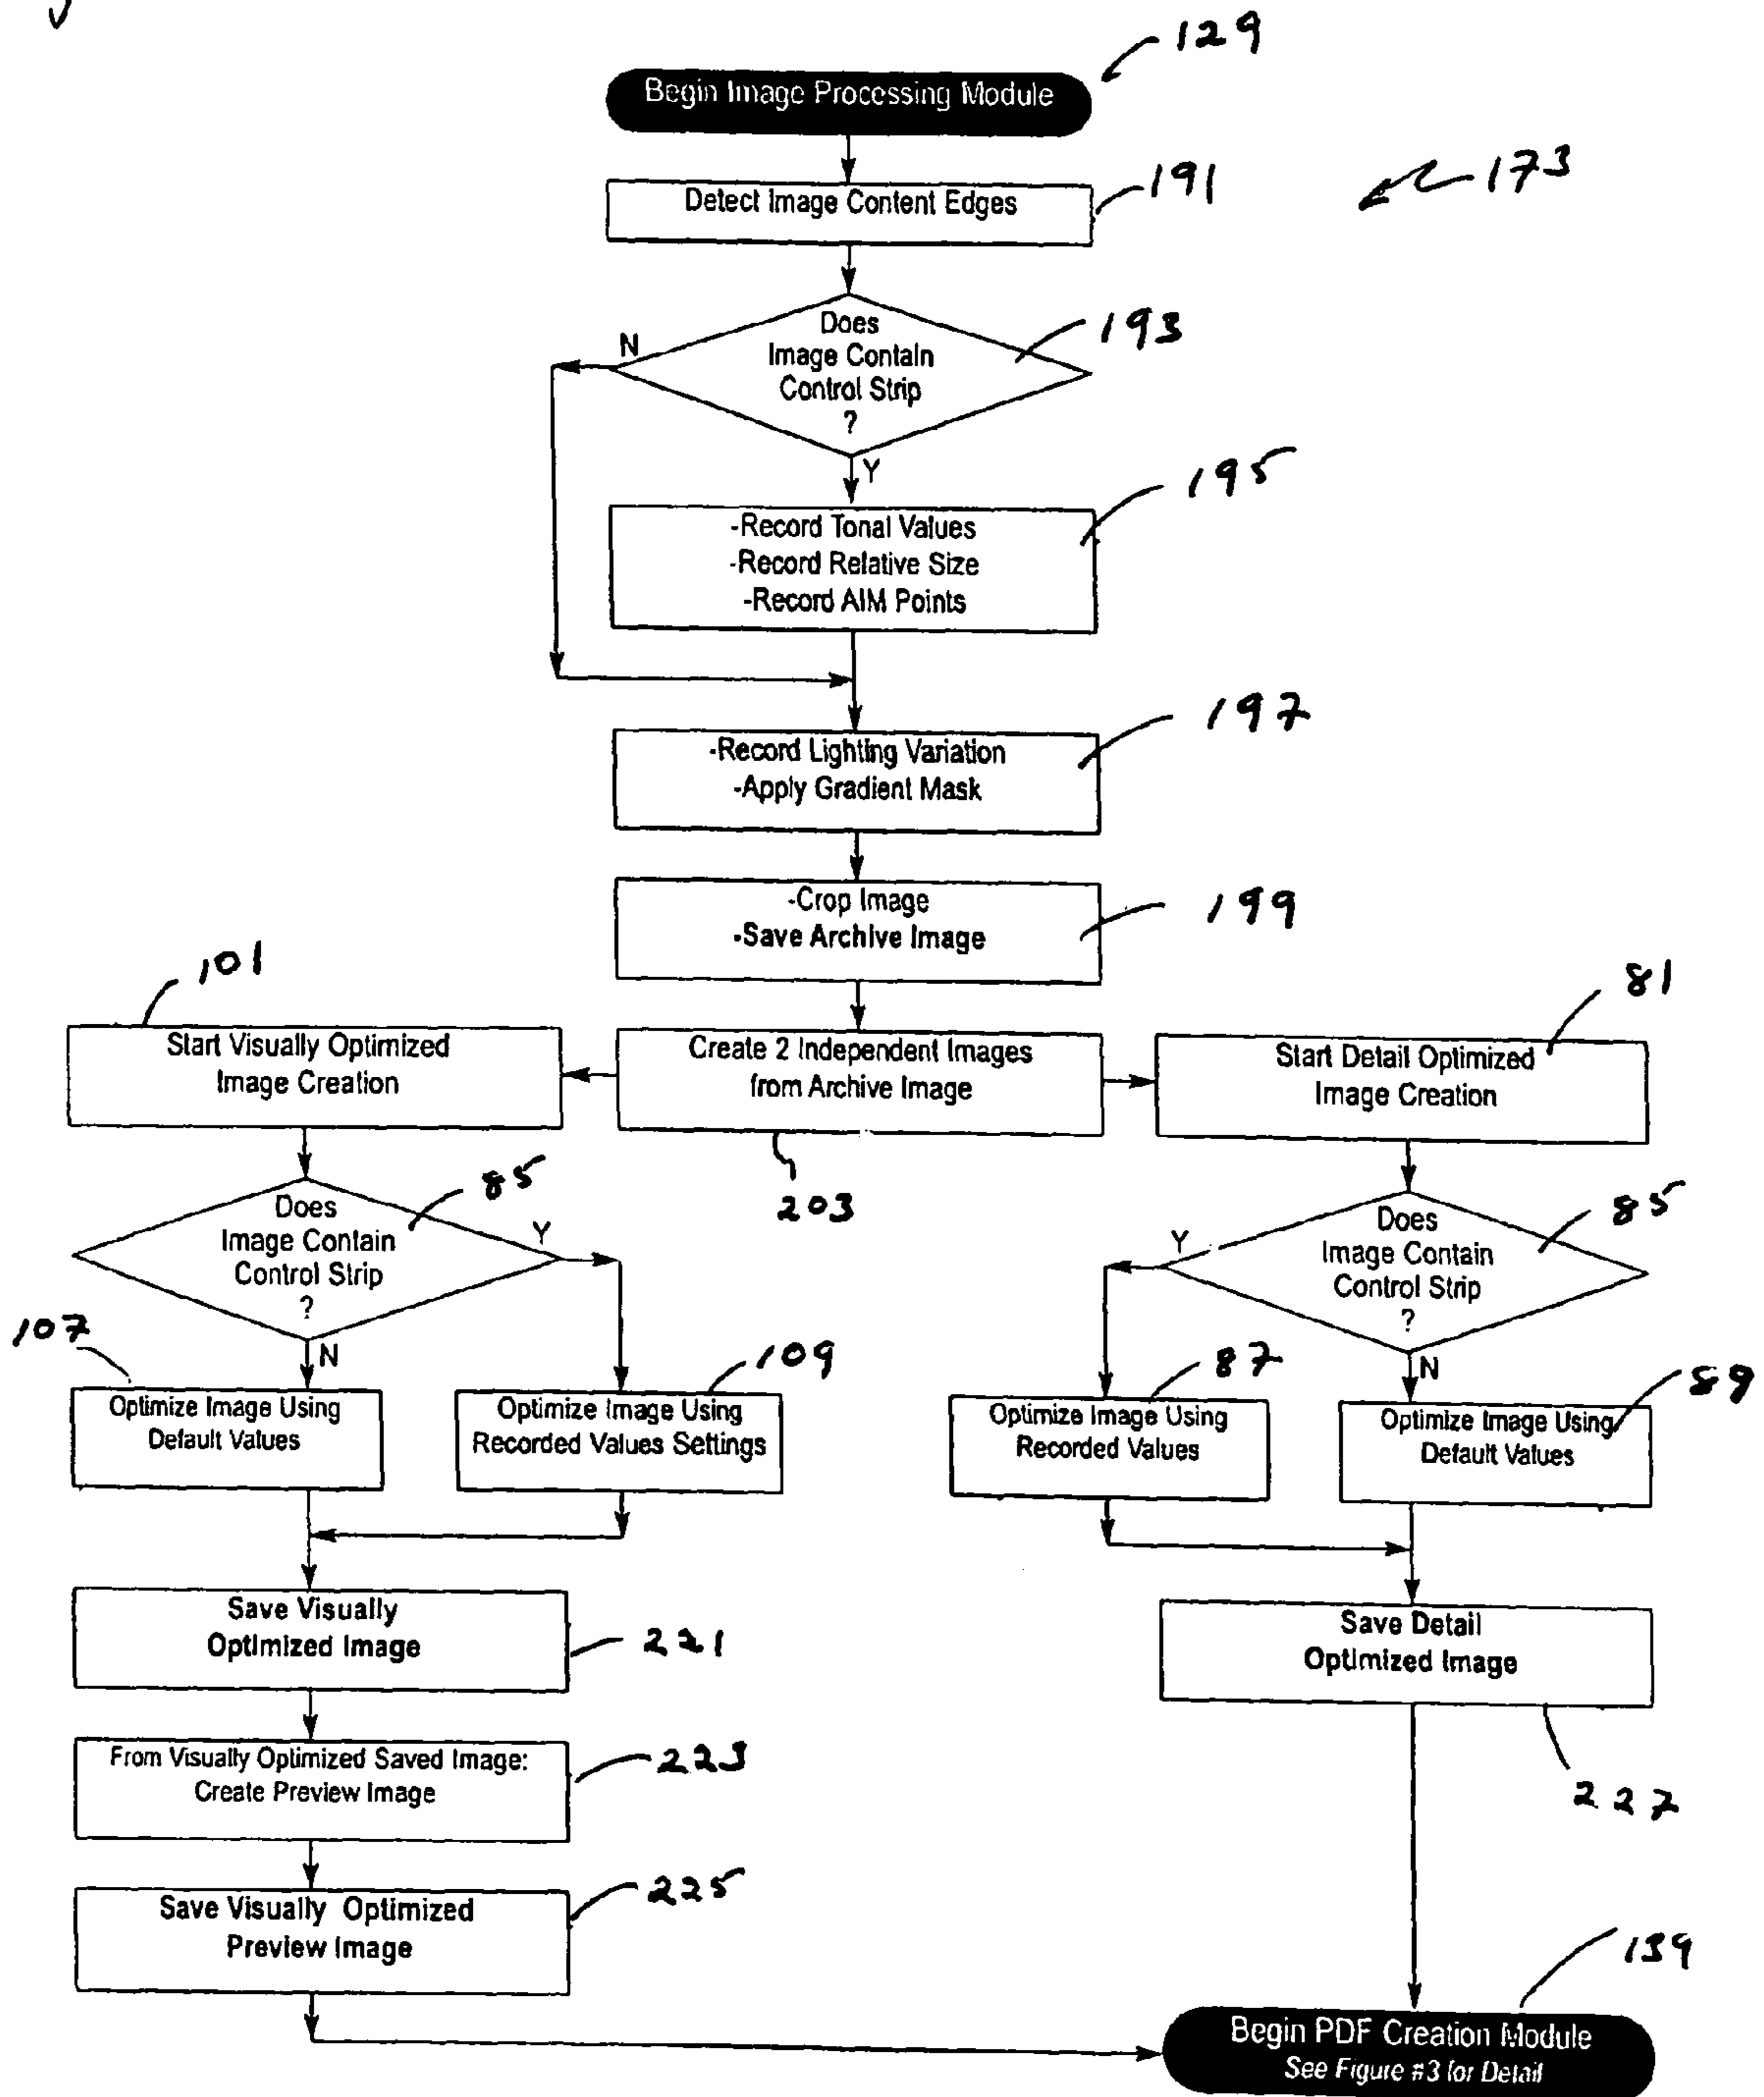 129
Begin Image Processing Module
173
191
Detect Image Content Edges
193
Does
Image Contain
Control Strip
?
N
Y
195
-Record Tonal Values
-Record Relative Size
-Record AIM Points
197
-Record Lighting Variation
-Apply Gradient Mask
199
-Crop Image
-Save Archive Image
101
81
Start Visually Optimized
Image Creation
Create 2 Independent Images
from Archive Image
Start Detail Optimized
Image Creation
203
85
Does
Image Contain
Control Strip
?
Y
N
85
Does
Image Contain
Control Strip
?
Y
N
107
Optimize Image Using
Default Values
109
Optimize Image Using
Recorded Values Settings
87
Optimize Image Using
Recorded Values
89
Optimize Image Using
Default Values
Save Visually
Optimized Image
221
Save Detail
Optimized Image
227
From Visually Optimized Saved Image:
Create Preview Image
223
Save Visually Optimized
Preview Image
225
139
Begin PDF Creation Module
See Figure #3 for Detail